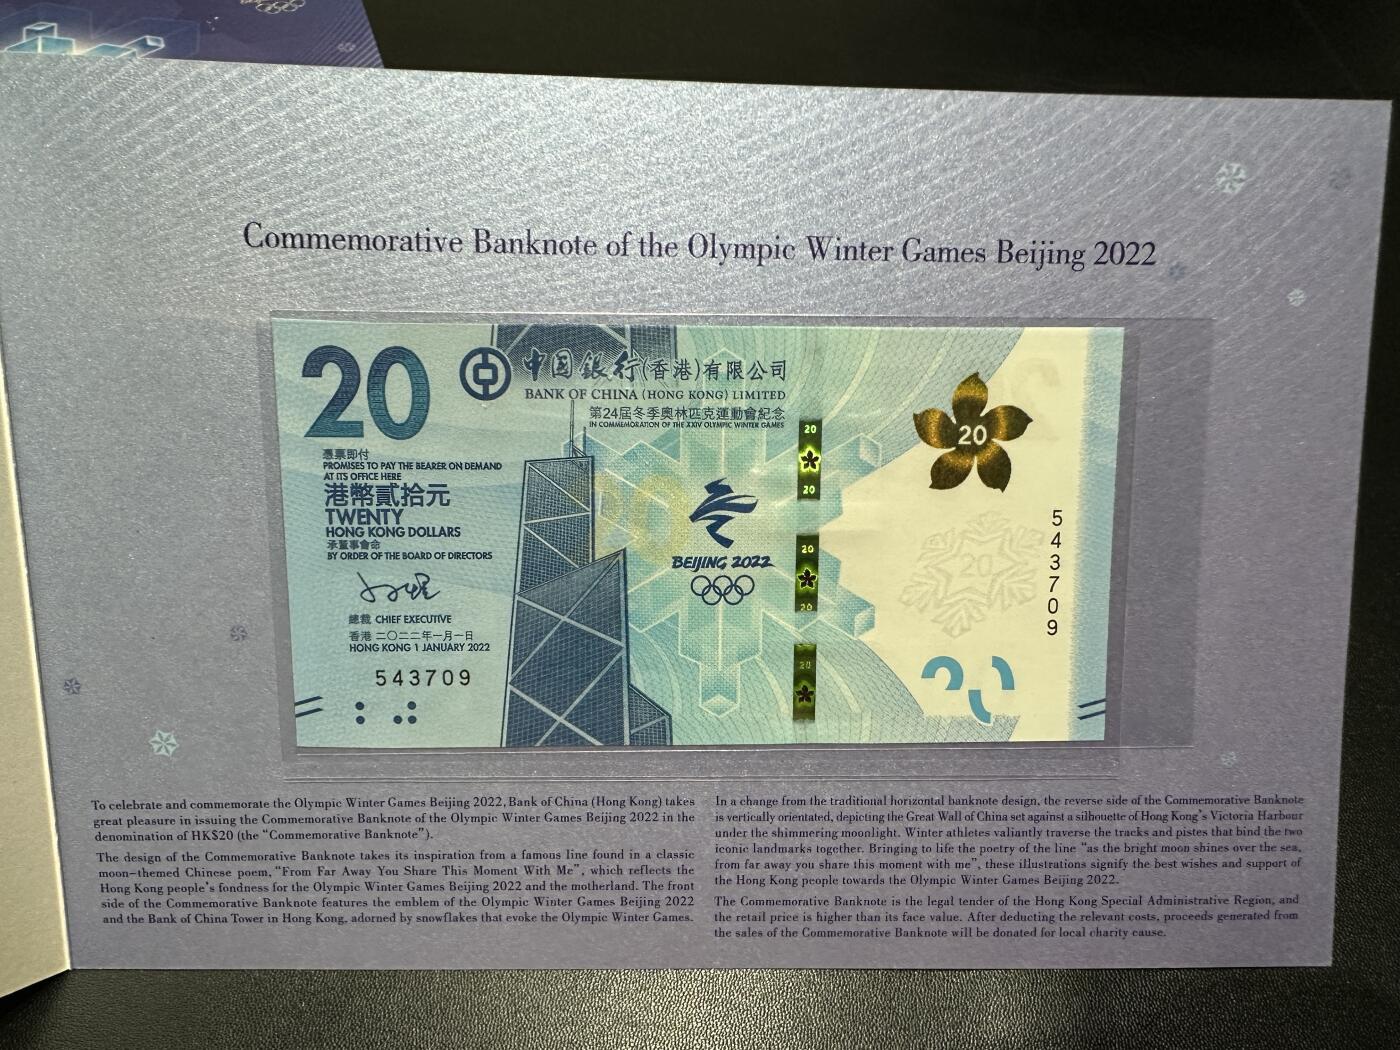 Commemorative Banknote of the Olympic Winter Games Beijing 2022
20
中国銀行(香港)有限公司
BANK OF CHINA (HONG KONG) LIMITED
第24屆冬季奧林匹克運動會紀念
IN COMMEMORATION OF THE XXIV OLYMPIC WINTER GAMES
憑票即付
PROMISES TO PAY THE BEARER ON DEMAND
AT ITS OFFICE HERE
港幣貳拾元
TWENTY
HONG KONG DOLLARS
承董事會命
BY ORDER OF THE BOARD OF DIRECTORS
總裁 CHIEF EXECUTIVE
香港 二〇二二年一月一日
HONG KONG 1 JANUARY 2022
543709
20
BEIJING 2022
20
20
20
20
20
20
20
543709
To celebrate and commemorate the Olympic Winter Games Beijing 2022, Bank of China (Hong Kong) takes
great pleasure in issuing the Commemorative Banknote of the Olympic Winter Games Beijing 2022 in the
denomination of HK$20 (the “Commemorative Banknote”).
The design of the Commemorative Banknote takes its inspiration from a famous line found in a classic
moon-themed Chinese poem, “From Far Away You Share This Moment With Me”, which reflects the
Hong Kong people's fondness for the Olympic Winter Games Beijing 2022 and the motherland. The front
side of the Commemorative Banknote features the emblem of the Olympic Winter Games Beijing 2022
and the Bank of China Tower in Hong Kong, adorned by snowflakes that evoke the Olympic Winter Games.
In a change from the traditional horizontal banknote design, the reverse side of the Commemorative Banknote
is vertically orientated, depicting the Great Wall of China set against a silhouette of Hong Kong's Victoria Harbour
under the shimmering moonlight. Winter athletes valiantly traverse the tracks and pistes that bind the two
iconic landmarks together. Bringing to life the poetry of the line “as the bright moon shines over the sea,
from far away you share this moment with me”, these illustrations signify the best wishes and support of
the Hong Kong people towards the Olympic Winter Games Beijing 2022.
The Commemorative Banknote is the legal tender of the Hong Kong Special Administrative Region, and
the retail price is higher than its face value. After deducting the relevant costs, proceeds generated from
the sales of the Commemorative Banknote will be donated for local charity cause.